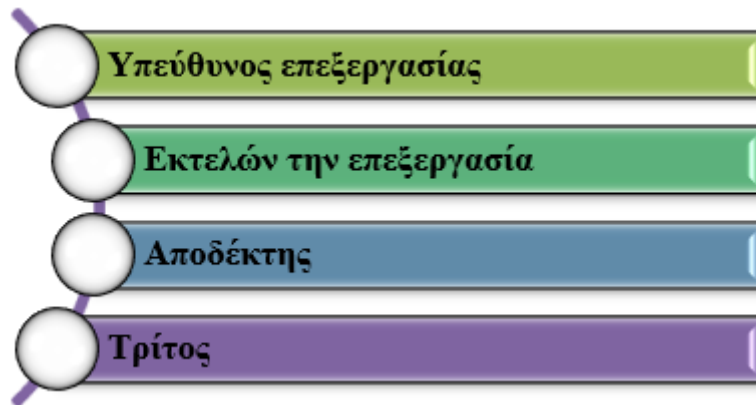 Υπεύθυνος επεξεργασίας
Εκτελών την επεξεργασία
Αποδέκτης
Τρίτος